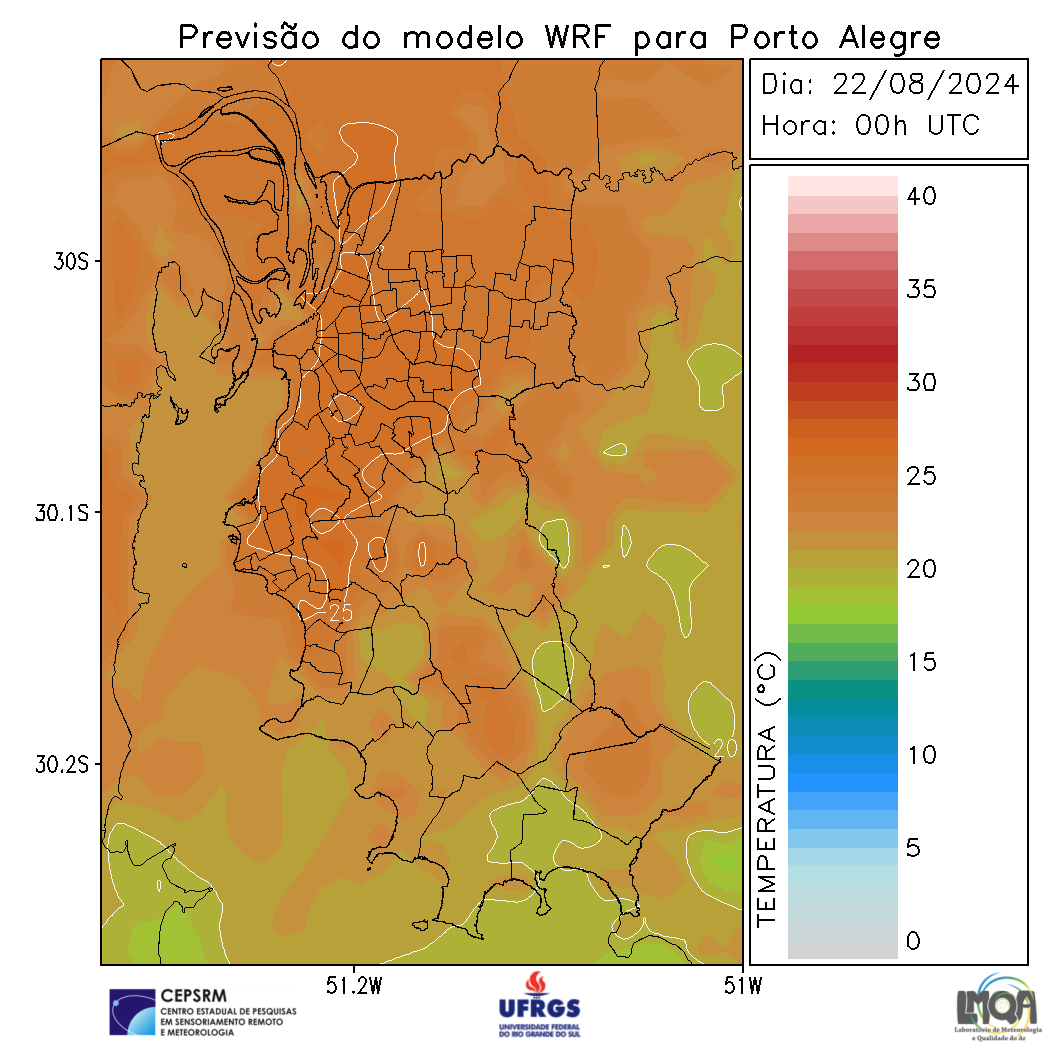 Previsão do modelo WRF para Porto Alegre
Dia: 22/08/2024
Hora: 00h UTC
40
35
30
25
20
15
10
5
0
TEMPERATURA (°C)
30S
30.1S
30.2S
51.2W
51W
25
20
CEPSRM
CENTRO ESTADUAL DE PESQUISAS
EM SENSORIAMENTO REMOTO
E METEOROLOGIA
UFRGS
UNIVERSIDADE FEDERAL
DO RIO GRANDE DO SUL
LMQA
Laboratório de Meteorologia
e Qualidade do Ar